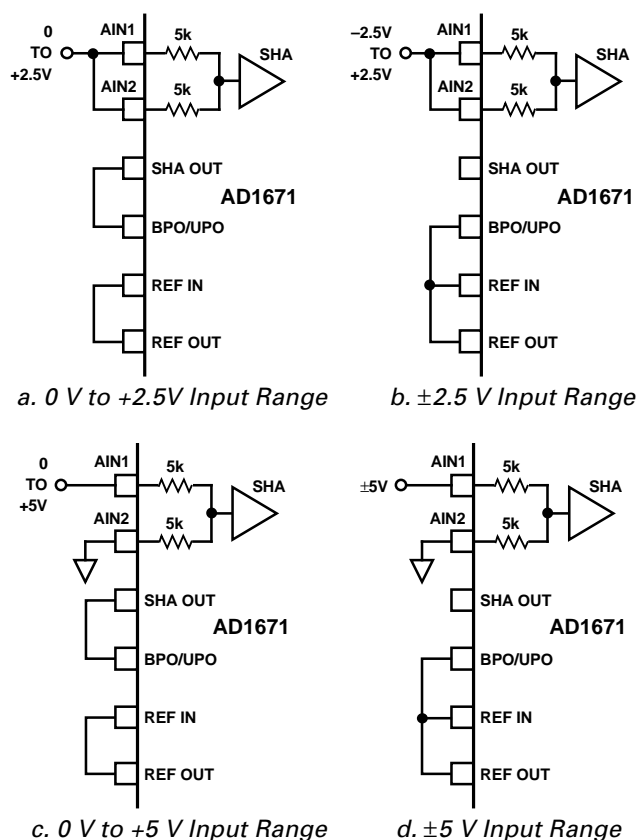 0
TO
+2.5V
AIN1
5k
SHA
AIN2
5k
SHA OUT
AD1671
BPO/UPO
REF IN
REF OUT
a. 0 V to +2.5V Input Range
–2.5V
TO
+2.5V
AIN1
5k
SHA
AIN2
5k
SHA OUT
AD1671
BPO/UPO
REF IN
REF OUT
b. ±2.5 V Input Range
0
TO
+5V
AIN1
5k
SHA
AIN2
5k
SHA OUT
AD1671
BPO/UPO
REF IN
REF OUT
c. 0 V to +5 V Input Range
±5V
AIN1
5k
SHA
AIN2
5k
SHA OUT
AD1671
BPO/UPO
REF IN
REF OUT
d. ±5 V Input Range